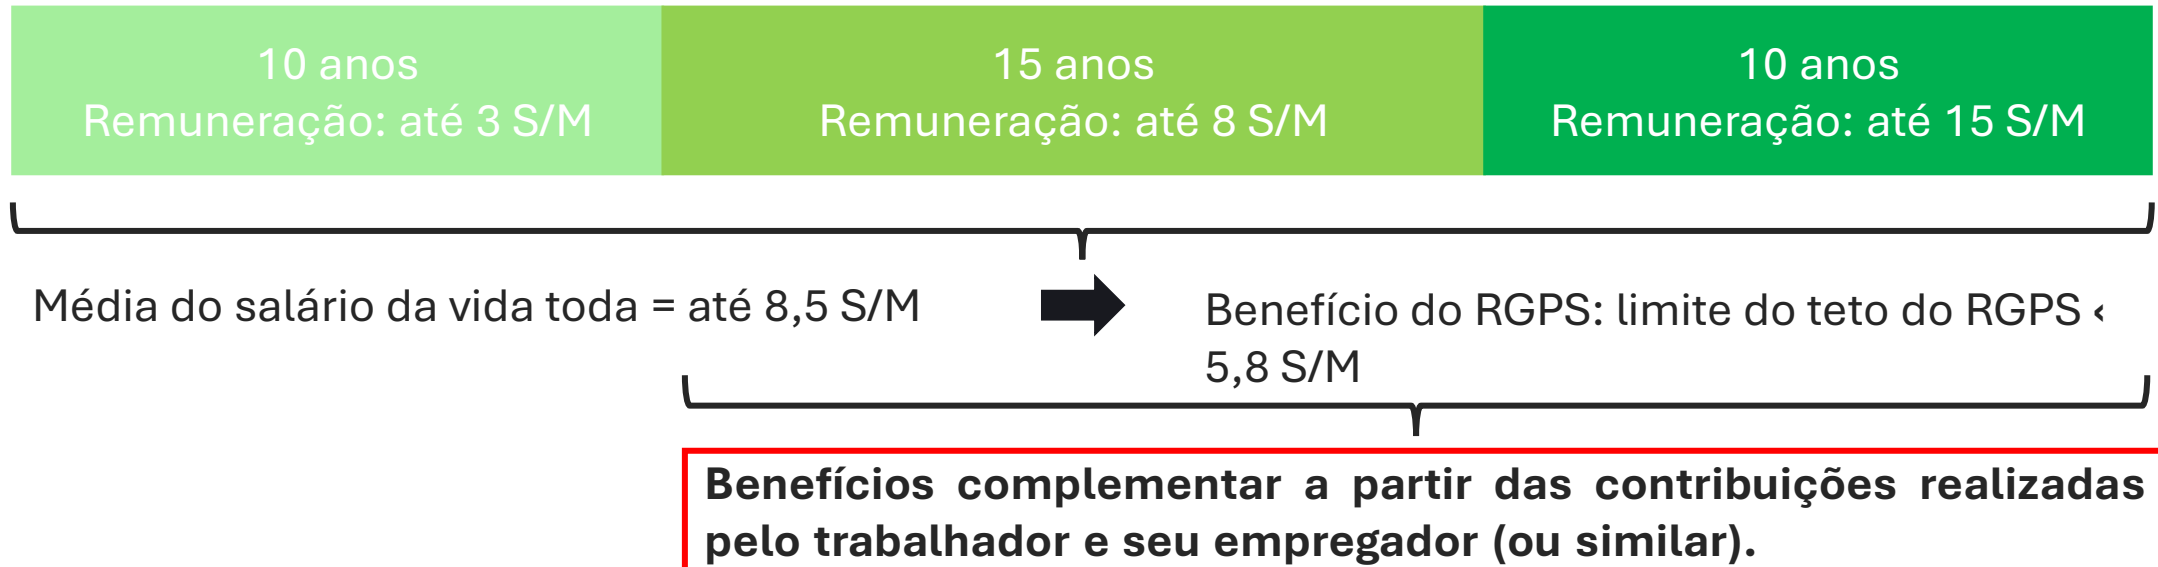 10 anos
Remuneração: até 3 S/M
15 anos
Remuneração: até 8 S/M
10 anos
Remuneração: até 15 S/M
Média do salário da vida toda = até 8,5 S/M
Benefício do RGPS: limite do teto do RGPS <
5,8 S/M
Benefícios complementar a partir das contribuições realizadas
pelo trabalhador e seu empregador (ou similar).